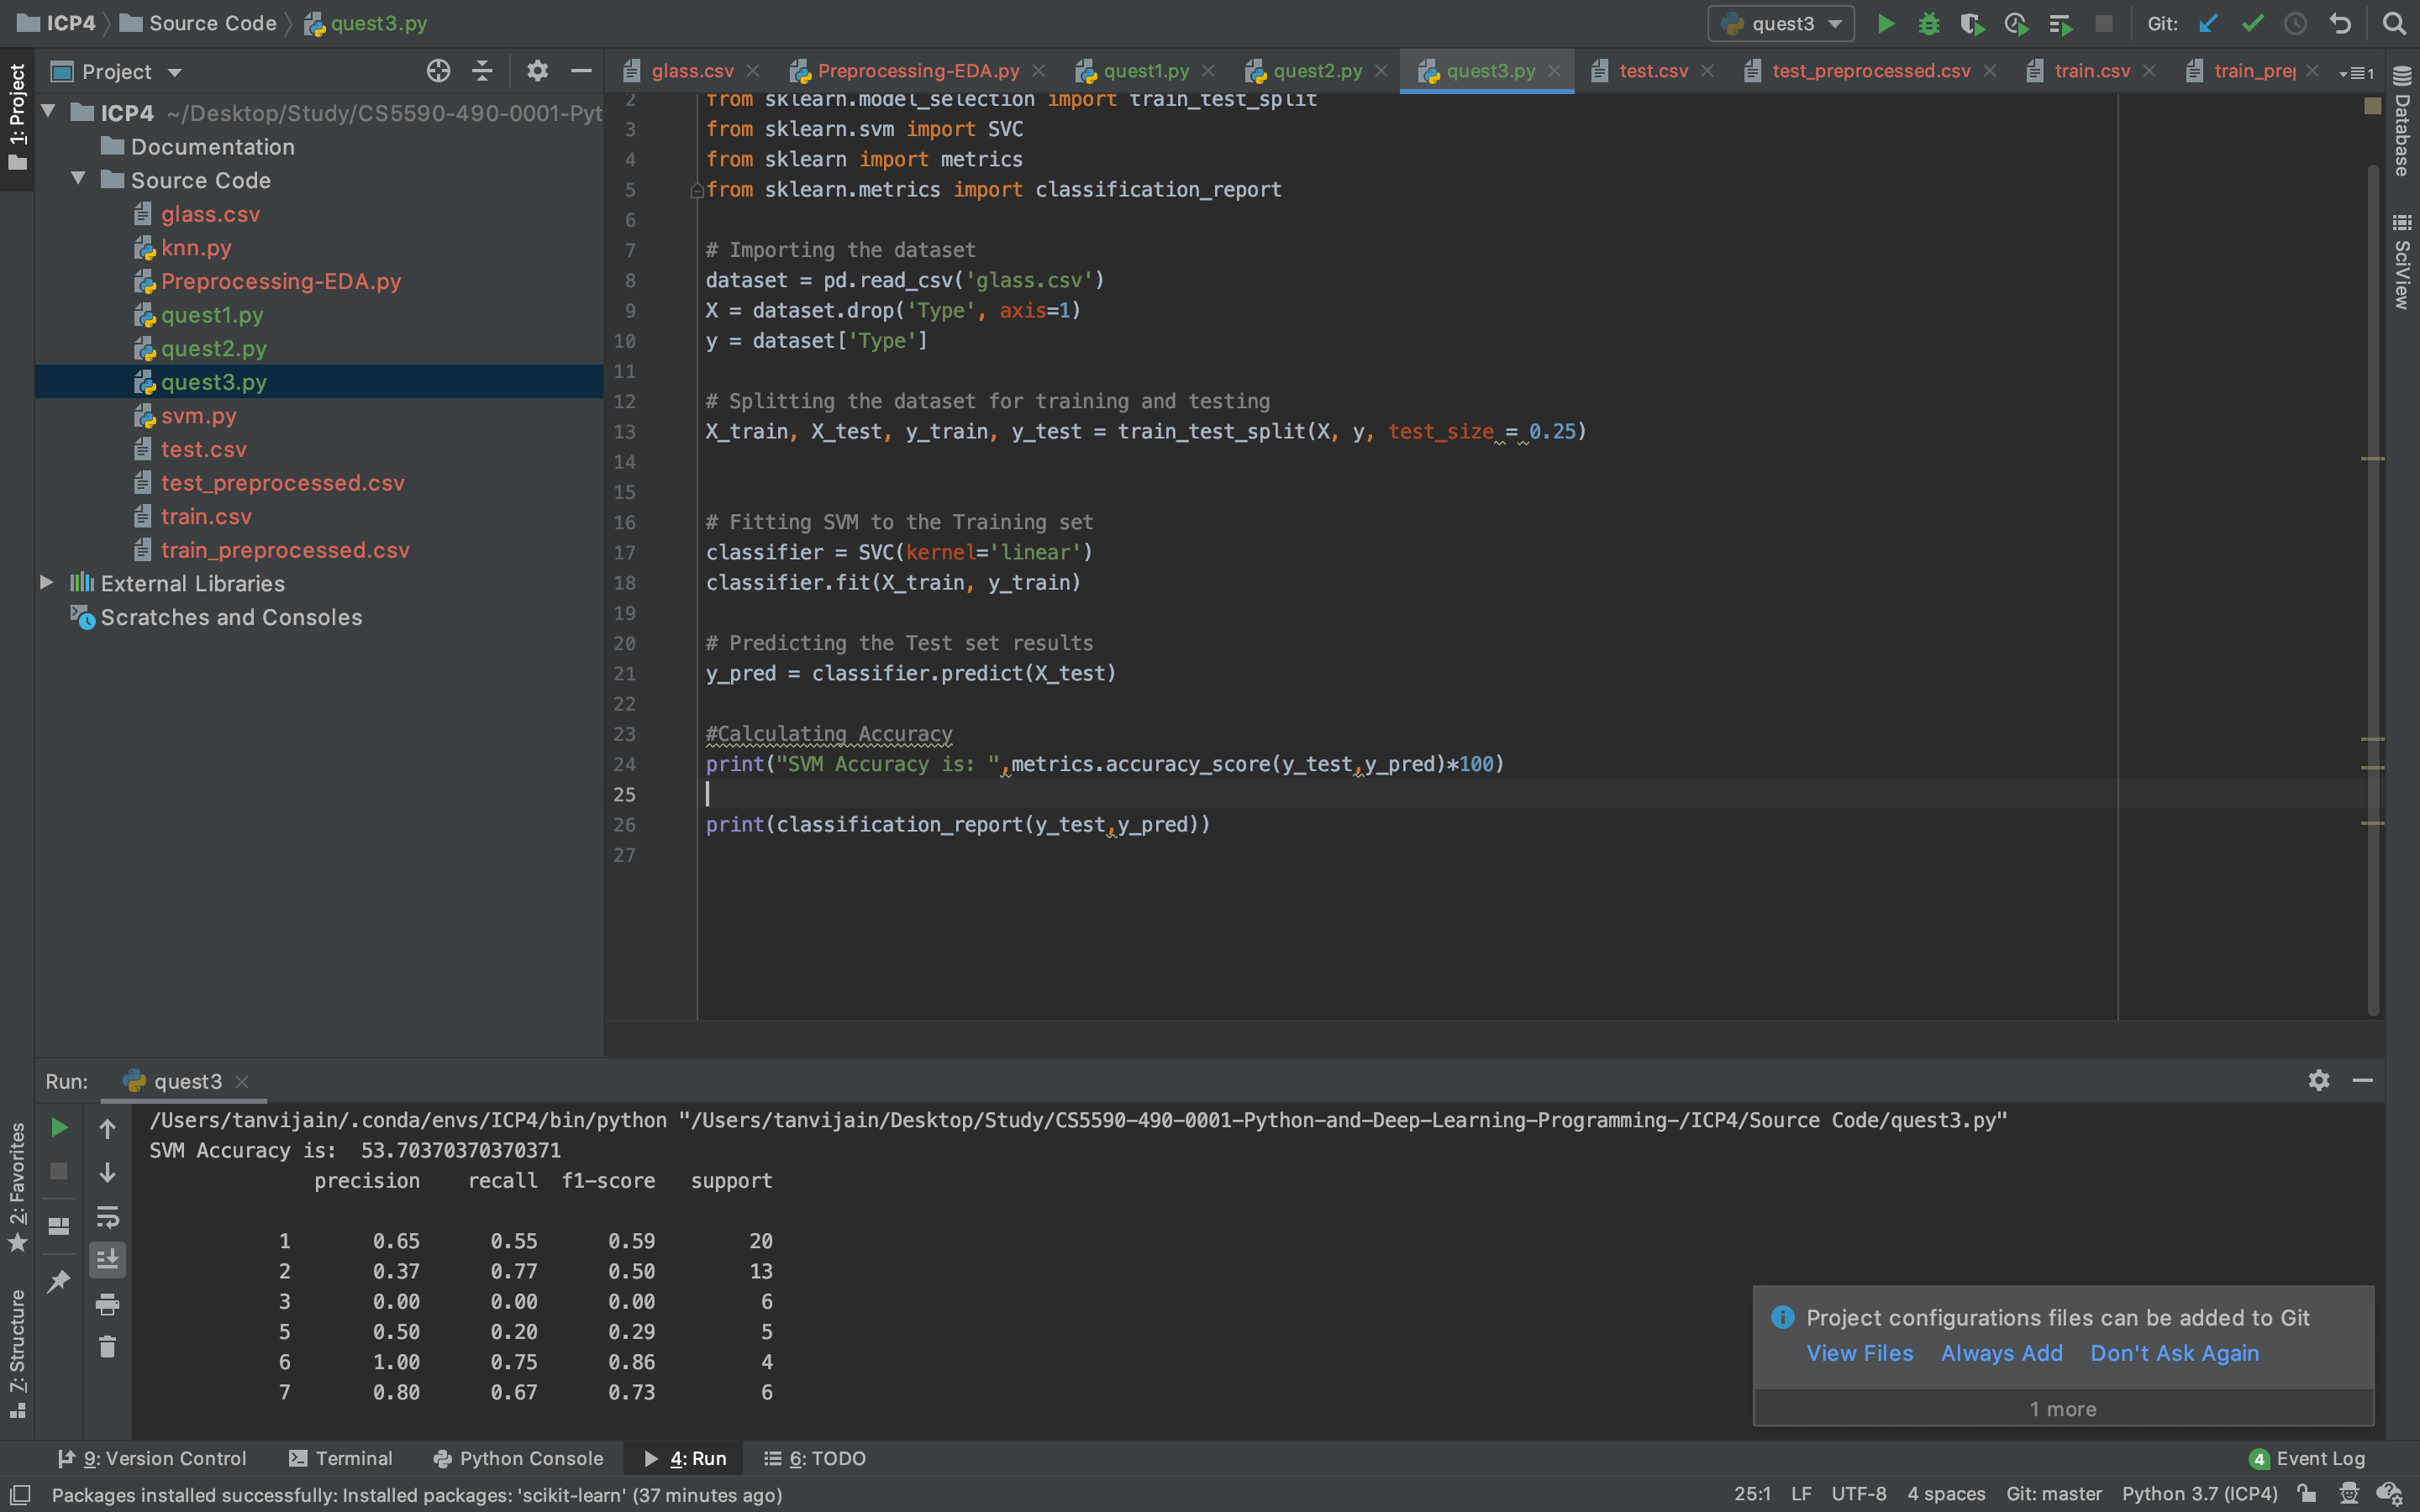 ICP4 Source Code quest3.py
quest3
Git:
Project
glass.csv Preprocessing-EDA.py quest1.py quest2.py quest3.py test.csv test_preprocessed.csv train.csv train_prep 1
1: Project
ICP4 ~/Desktop/Study/CS5590-490-0001-Pyt
Documentation
Source Code
glass.csv
knn.py
Preprocessing-EDA.py
quest1.py
quest2.py
quest3.py
svm.py
test.csv
test_preprocessed.csv
train.csv
train_preprocessed.csv
External Libraries
Scratches and Consoles
2 from sklearn.model_selection import train_test_split
3 from sklearn.svm import SVC
4 from sklearn import metrics
5 from sklearn.metrics import classification_report
6
7 # Importing the dataset
8 dataset = pd.read_csv('glass.csv')
9 X = dataset.drop('Type', axis=1)
10 y = dataset['Type']
11
12 # Splitting the dataset for training and testing
13 X_train, X_test, y_train, y_test = train_test_split(X, y, test_size = 0.25)
14
15
16 # Fitting SVM to the Training set
17 classifier = SVC(kernel='linear')
18 classifier.fit(X_train, y_train)
19
20 # Predicting the Test set results
21 y_pred = classifier.predict(X_test)
22
23 #Calculating Accuracy
24 print("SVM Accuracy is: ",metrics.accuracy_score(y_test,y_pred)*100)
25
26 print(classification_report(y_test,y_pred))
27
Database
SciView
Run: quest3
/Users/tanvijain/.conda/envs/ICP4/bin/python "/Users/tanvijain/Desktop/Study/CS5590-490-0001-Python-and-Deep-Learning-Programming-/ICP4/Source Code/quest3.py"
SVM Accuracy is:  53.70370370370371
precision recall f1-score support
1 0.65 0.55 0.59 20
2 0.37 0.77 0.50 13
3 0.00 0.00 0.00 6
5 0.50 0.20 0.29 5
6 1.00 0.75 0.86 4
7 0.80 0.67 0.73 6
2: Favorites
Z: Structure
Project configurations files can be added to Git
View Files Always Add Don't Ask Again
1 more
9: Version Control Terminal Python Console 4: Run 6: TODO
4 Event Log
Packages installed successfully: Installed packages: 'scikit-learn' (37 minutes ago)
25:1 LF UTF-8 4 spaces Git: master Python 3.7 (ICP4)